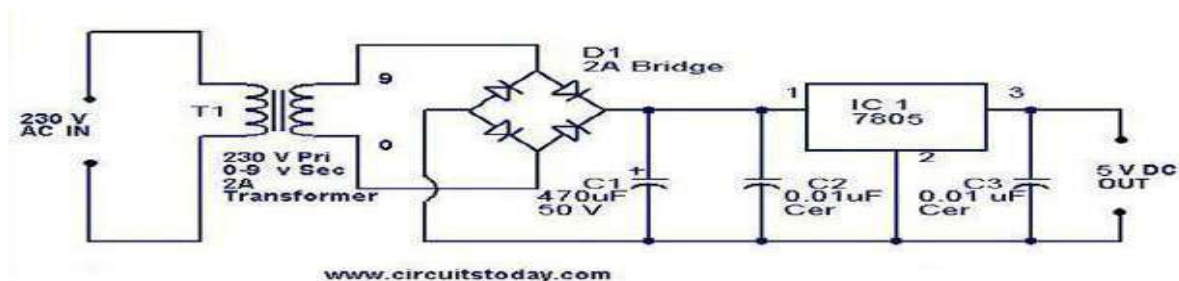 D1
2A Bridge
9
T1
230 V
AC IN
0
230 V Pri
0-9 v Sec
2A
Transformer
1
IC 1
7805
3
2
+
C1
470uF
50 V
C2
0.01uF
Cer
C3
0.01 uF
Cer
5 V DC
OUT
www.circuitstoday.com